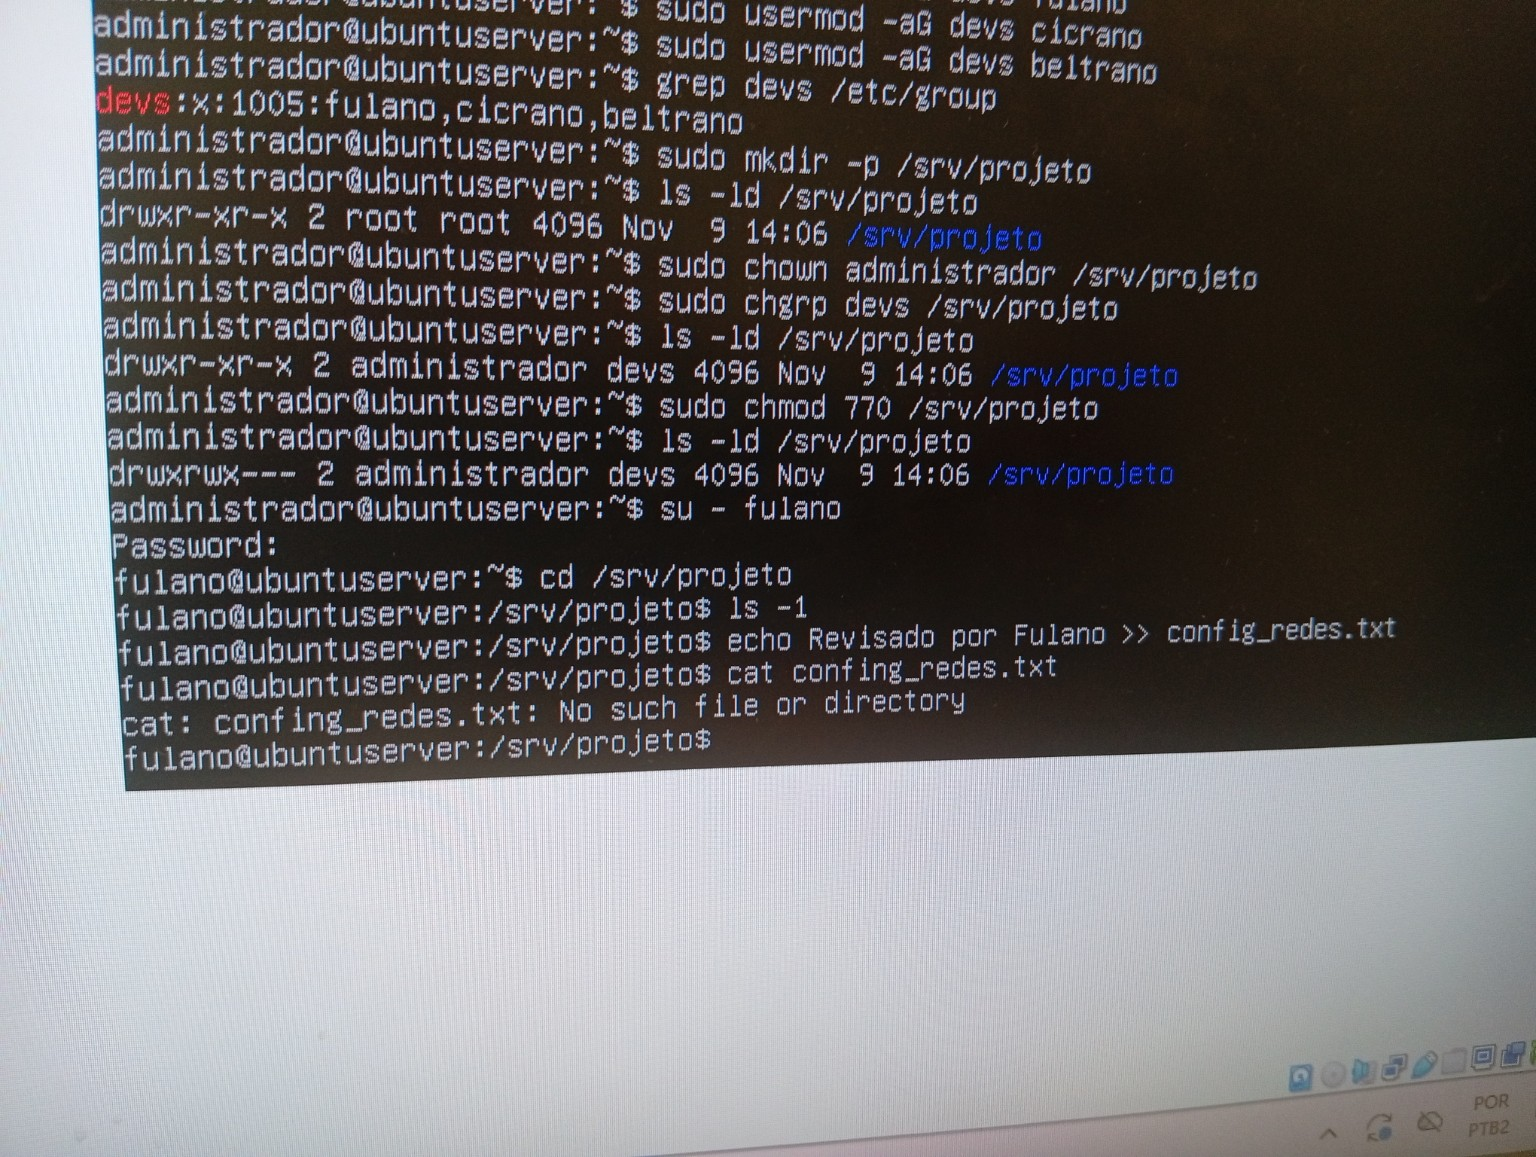 administrador@ubuntuserver:~$ sudo usermod -aG devs cicrano
administrador@ubuntuserver:~$ sudo usermod -aG devs beltrano
administrador@ubuntuserver:~$ grep devs /etc/group
devs:x:1005:fulano,cicrano,beltrano
administrador@ubuntuserver:~$ sudo mkdir -p /srv/projeto
administrador@ubuntuserver:~$ ls -ld /srv/projeto
drwxr-xr-x 2 root root 4096 Nov  9 14:06 /srv/projeto
administrador@ubuntuserver:~$ sudo chown administrador /srv/projeto
administrador@ubuntuserver:~$ sudo chgrp devs /srv/projeto
administrador@ubuntuserver:~$ ls -ld /srv/projeto
drwxr-xr-x 2 administrador devs 4096 Nov  9 14:06 /srv/projeto
administrador@ubuntuserver:~$ sudo chmod 770 /srv/projeto
administrador@ubuntuserver:~$ ls -ld /srv/projeto
drwxrwx--- 2 administrador devs 4096 Nov  9 14:06 /srv/projeto
administrador@ubuntuserver:~$ su - fulano
Password:
fulano@ubuntuserver:~$ cd /srv/projeto
fulano@ubuntuserver:/srv/projeto$ ls -1
fulano@ubuntuserver:/srv/projeto$ echo Revisado por Fulano >> config_redes.txt
fulano@ubuntuserver:/srv/projeto$ cat confing_redes.txt
cat: confing_redes.txt: No such file or directory
fulano@ubuntuserver:/srv/projeto$
POR
PTB2